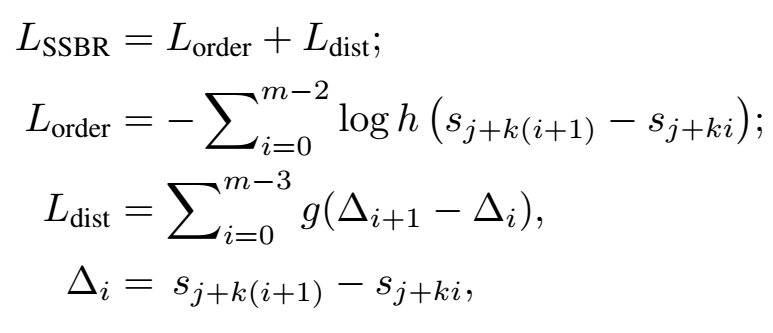 L_SSBR = L_order + L_dist;
L_order = − ∑_{i=0}^{m−2} log h (s_{j+k(i+1)} − s_{j+ki});
L_dist = ∑_{i=0}^{m−3} g(Δ_{i+1} − Δ_i),
Δ_i = s_{j+k(i+1)} − s_{j+ki},